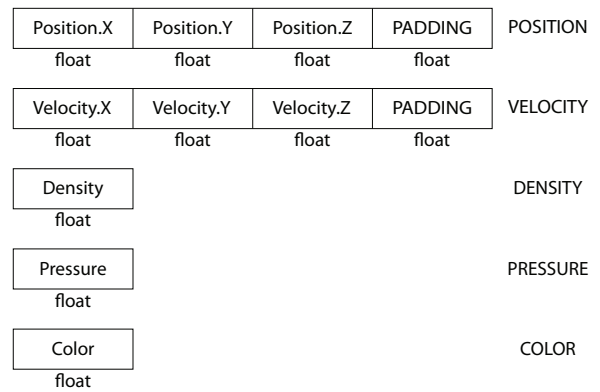 Position.X Position.Y Position.Z PADDING POSITION
float float float float
Velocity.X Velocity.Y Velocity.Z PADDING VELOCITY
float float float float
Density DENSITY
float
Pressure PRESSURE
float
Color COLOR
float